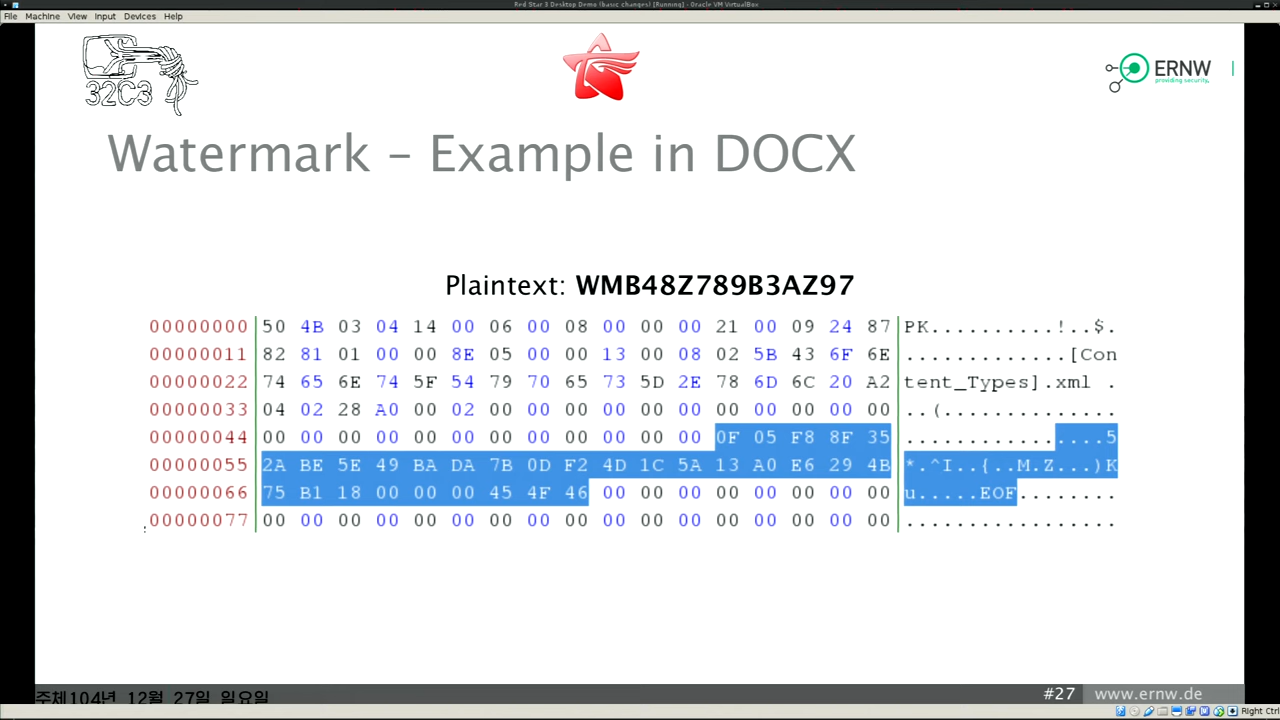 Red Star 3 Desktop Demo (basic changes) [Running] - Oracle VM VirtualBox
File Machine View Input Devices Help
32C3
ERNW
providing security.
Watermark – Example in DOCX
Plaintext: WMB48Z789B3AZ97
00000000 50 4B 03 04 14 00 06 00 08 00 00 00 21 00 09 24 87 PK..........!..$.
00000011 82 81 01 00 00 8E 05 00 00 13 00 08 02 5B 43 6F 6E .............[Con
00000022 74 65 6E 74 5F 54 79 70 65 73 5D 2E 78 6D 6C 20 A2 tent_Types].xml .
00000033 04 02 28 A0 00 02 00 00 00 00 00 00 00 00 00 00 00 ..(..............
00000044 00 00 00 00 00 00 00 00 00 00 00 00 0F 05 F8 8F 35 ................5
00000055 2A BE 5E 49 BA DA 7B 0D F2 4D 1C 5A 13 A0 E6 29 4B *.^I..{..M.Z...)K
00000066 75 B1 18 00 00 00 45 4F 46 00 00 00 00 00 00 00 00 u.....EOF........
00000077 00 00 00 00 00 00 00 00 00 00 00 00 00 00 00 00 00 .................
주체104년 12월 27일 일요일
#27 www.ernw.de
Right Ctrl